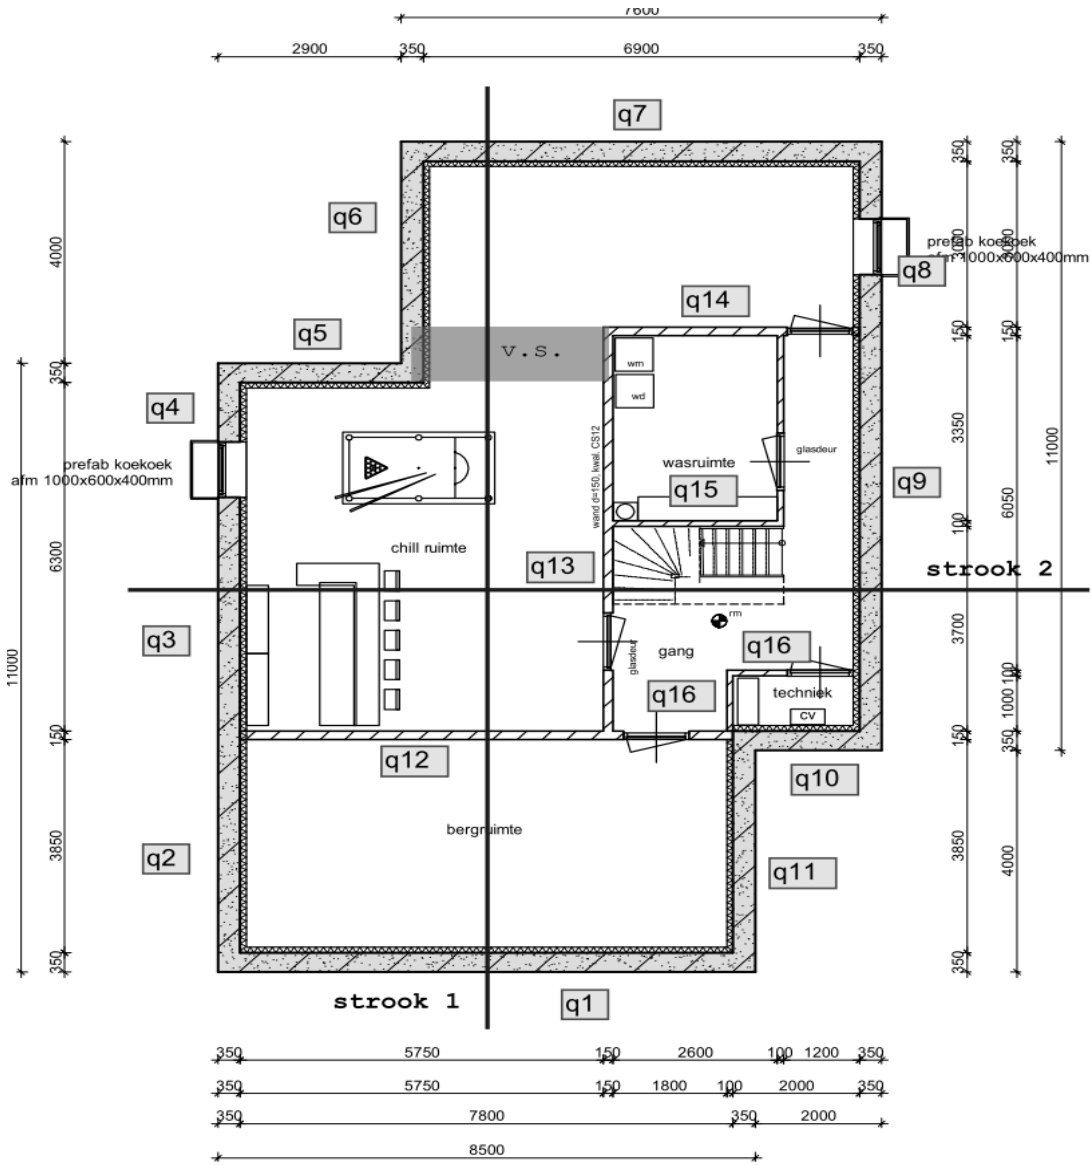 7600
2900 350 6900 350
q7
q6
4000
350
3000
350
3000
prefab koekoek
afm 1000x600x400mm
q8
q14
q5
v.s.
150
150
350
wm
wd
q4
prefab koekoek
afm 1000x600x400mm
wand d=150, kwal. CS12
wasruimte
q15
glasdeur
3350
11000
q9
6050
100
chill ruimte
6300
q13
strook 2
rm
q3
glasdeur
gang
q16
3700
11000
q16
techniek
cv
100
1000
150
150
350
q12
q10
bergruimte
q2
3850
q11
3850
4000
350
350
strook 1
q1
350 5750 150 2600 100 1200 350
350 5750 150 1800 100 2000 350
350 7800 350 2000
8500